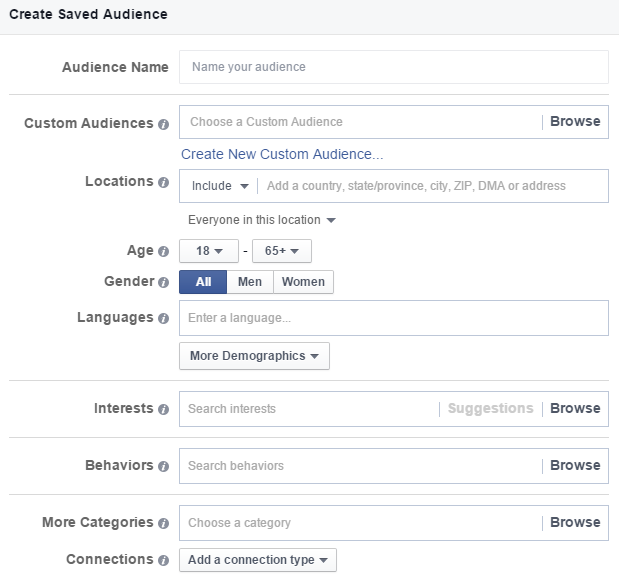 Create Saved Audience
Audience Name Name your audience
Custom Audiences Choose a Custom Audience Browse
Create New Custom Audience...
Locations Include Add a country, state/province, city, ZIP, DMA or address
Everyone in this location
Age 18 - 65+
Gender All Men Women
Languages Enter a language...
More Demographics
Interests Search interests Suggestions Browse
Behaviors Search behaviors Browse
More Categories Choose a category Browse
Connections Add a connection type